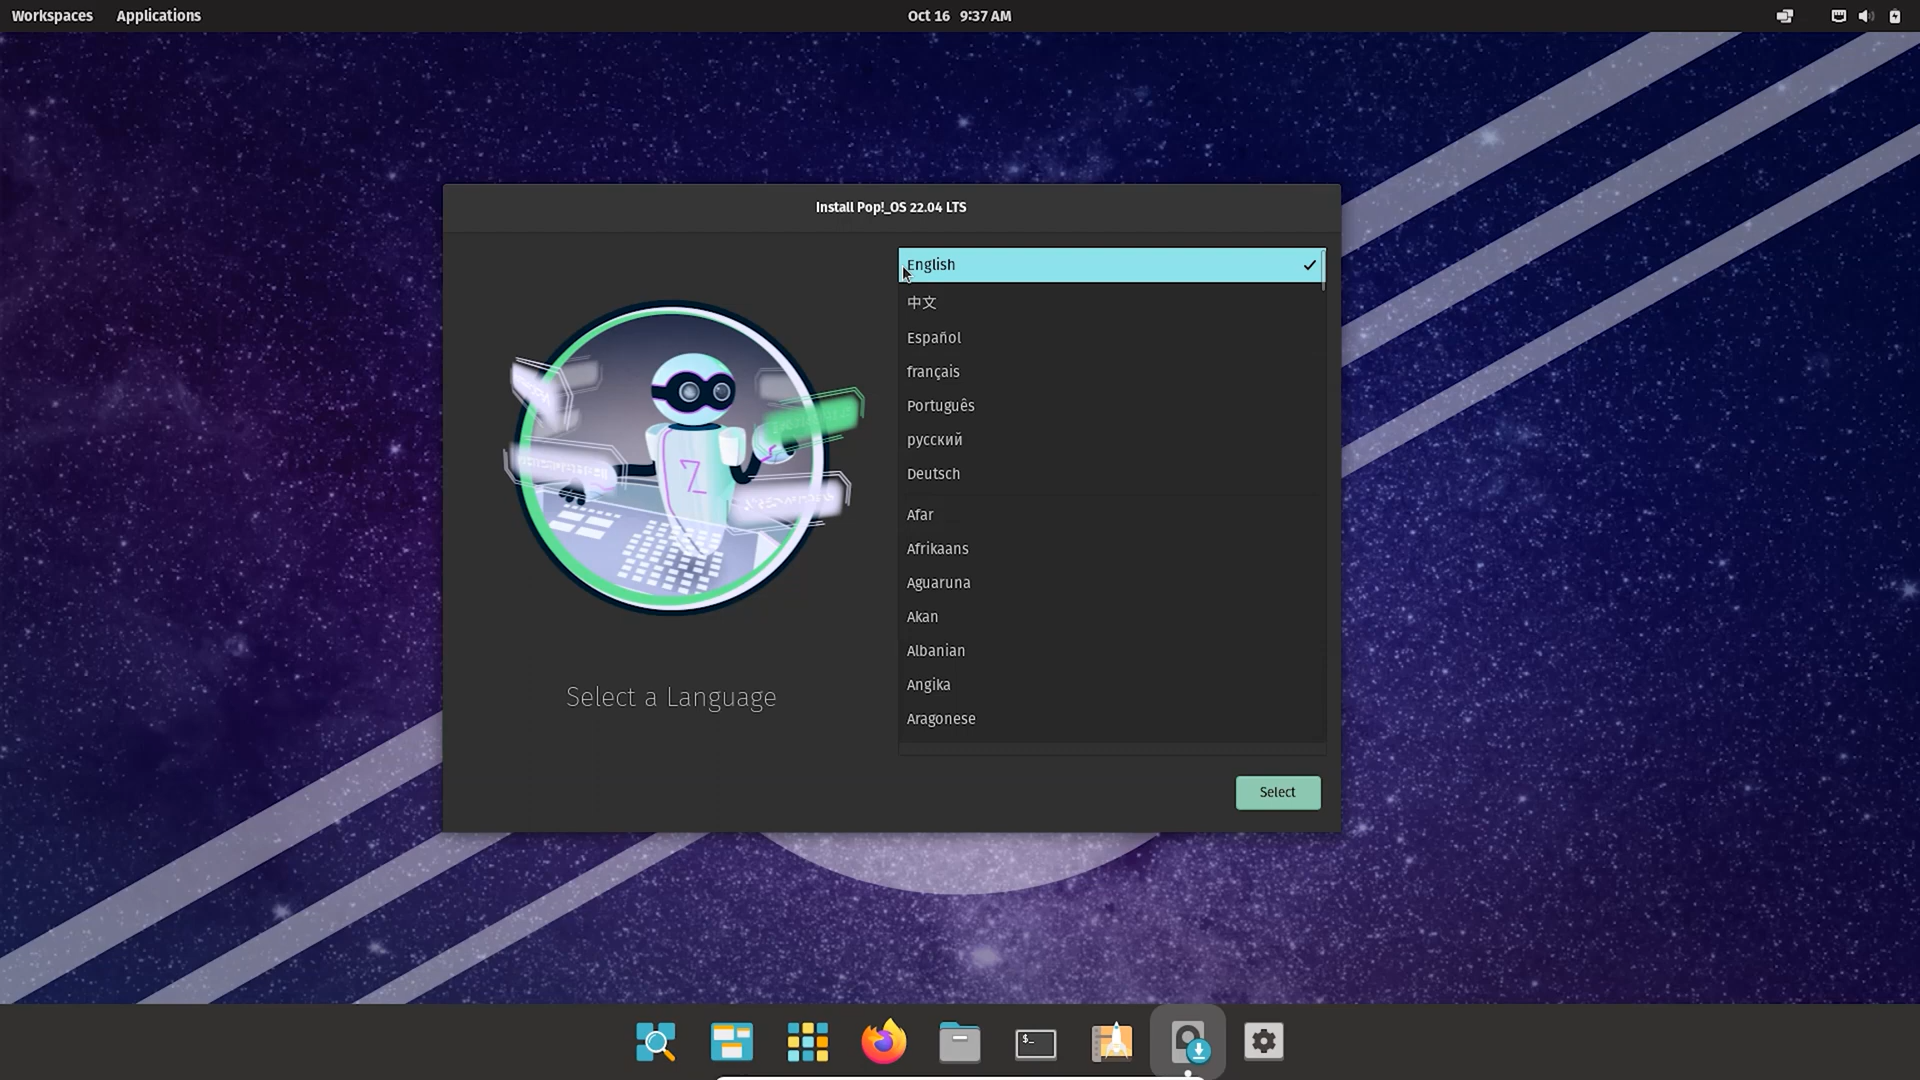 Workspaces Applications Oct 16 9:37 AM
Install Pop!_OS 22.04 LTS
English
中文
Español
français
Português
русский
Deutsch
Afar
Afrikaans
Aguaruna
Akan
Albanian
Angika
Aragonese
Select a Language
Select
$_